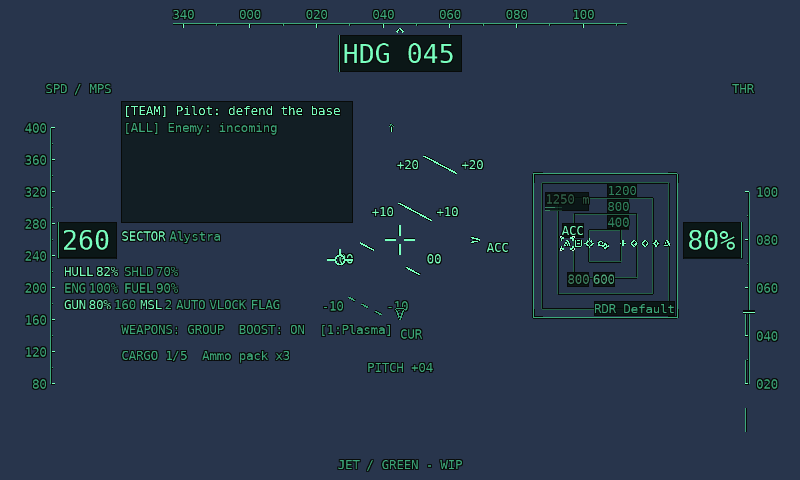 340 000 020 040 060 080 100
HDG 045
SPD / MPS
THR
[TEAM] Pilot: defend the base
[ALL] Enemy: incoming
400
360
320
280
240
200
160
120
80
260
SECTOR Alystra
HULL 82% SHLD 70%
ENG 100% FUEL 90%
GUN 80% 160 MSL 2 AUTO VLOCK FLAG
WEAPONS: GROUP BOOST: ON [1:Plasma]
CARGO 1/5 Ammo pack x3
+20 +20
+10 +10
00
-10 -10
ACC
CUR
PITCH +04
1250 m
1200
800
400
ACC
800 600
RDR Default
80%
100
080
060
040
020
JET / GREEN - WIP